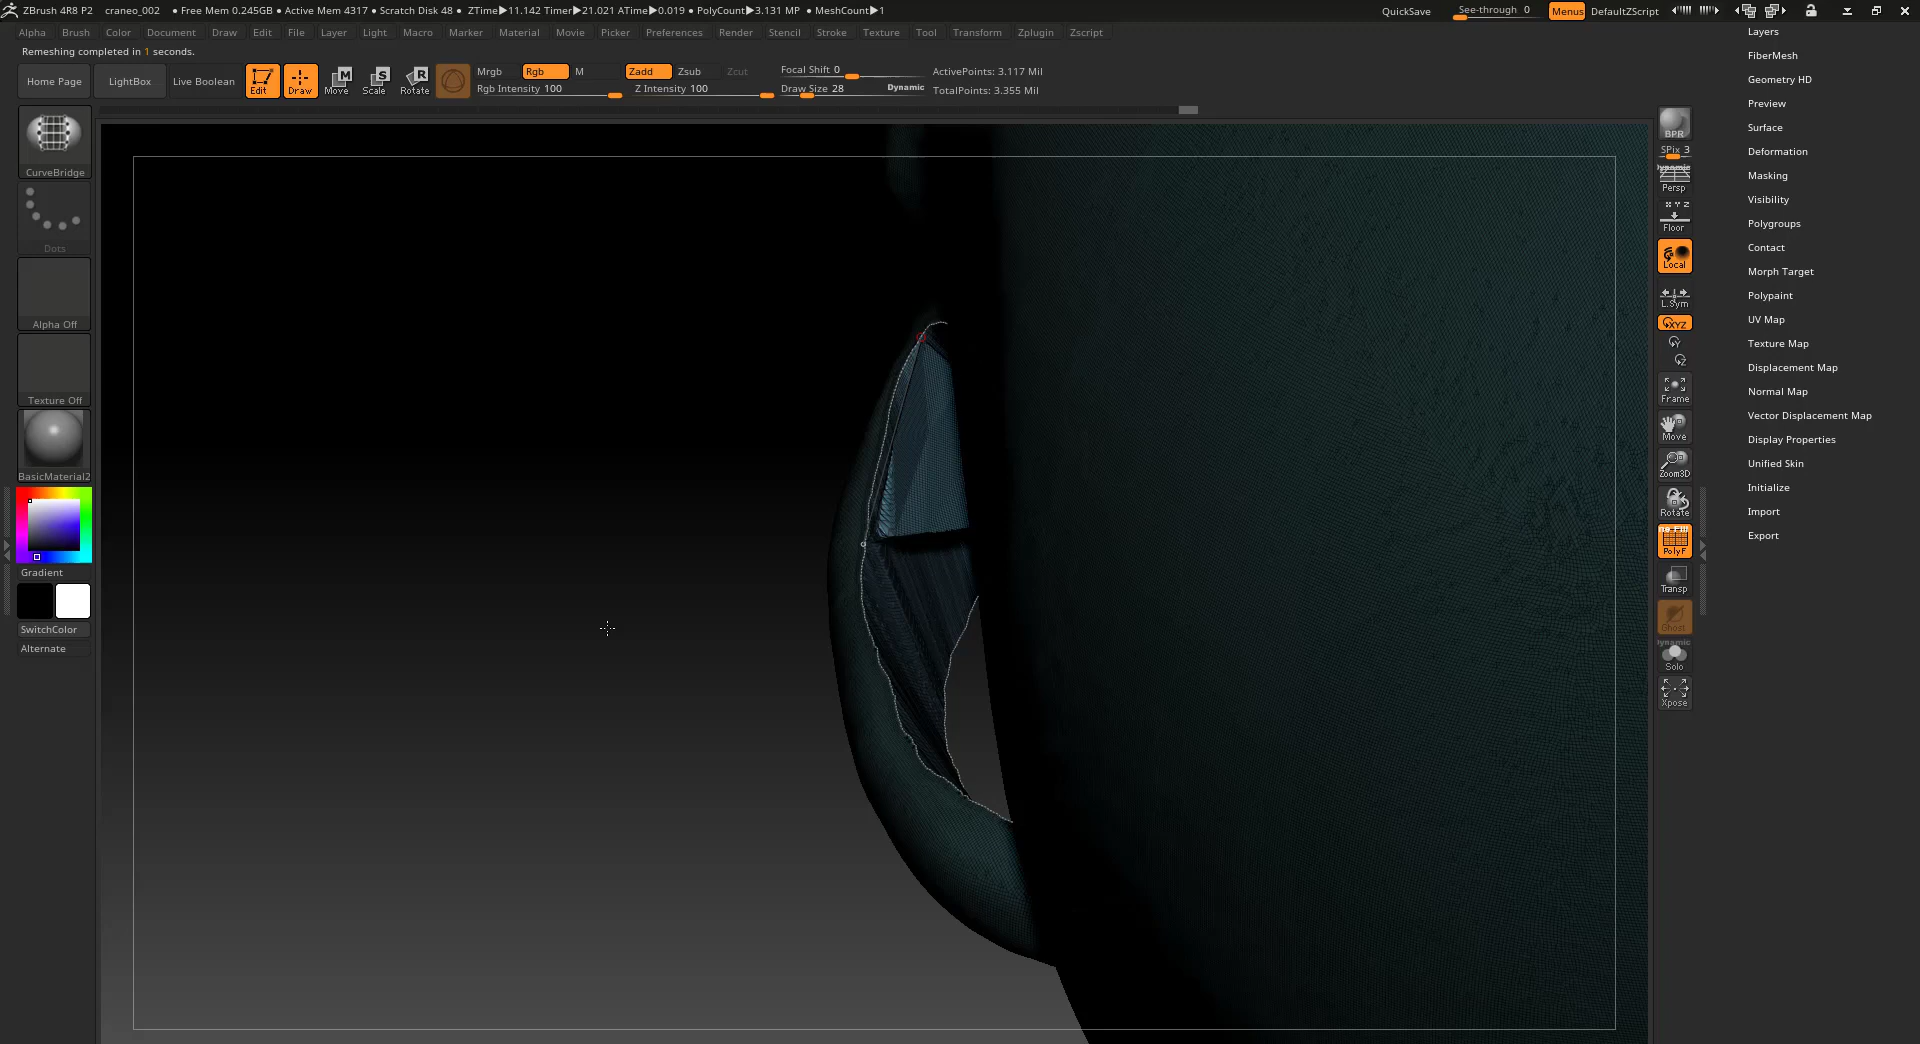 ZBrush 4R8 P2 craneo_002 • Free Mem 0.245GB • Active Mem 4317 • Scratch Disk 48 • ZTime▶11.142 Timer▶21.021 ATime▶0.019 • PolyCount▶3.131 MP • MeshCount▶1 QuickSave See-through 0 Menus DefaultZScript
Alpha Brush Color Document Draw Edit File Layer Light Macro Marker Material Movie Picker Preferences Render Stencil Stroke Texture Tool Transform Zplugin Zscript
Remeshing completed in 1 seconds.
Home Page LightBox Live Boolean Edit Draw Move Scale Rotate
Mrgb Rgb M Zadd Zsub Zcut Focal Shift 0 ActivePoints: 3.117 Mil
Rgb Intensity 100 Z Intensity 100 Draw Size 28 Dynamic TotalPoints: 3.355 Mil
CurveBridge
Dots
Alpha Off
Texture Off
BasicMaterial2
Gradient
SwitchColor
Alternate
BPR
SPix 3
Dynamic
Persp
X Y Z
Floor
Local
L.Sym
XYZ
Y
Z
Frame
Move
Zoom3D
Rotate
PolyF
Transp
Ghost
Dynamic
Solo
Xpose
Layers
FiberMesh
Geometry HD
Preview
Surface
Deformation
Masking
Visibility
Polygroups
Contact
Morph Target
Polypaint
UV Map
Texture Map
Displacement Map
Normal Map
Vector Displacement Map
Display Properties
Unified Skin
Initialize
Import
Export